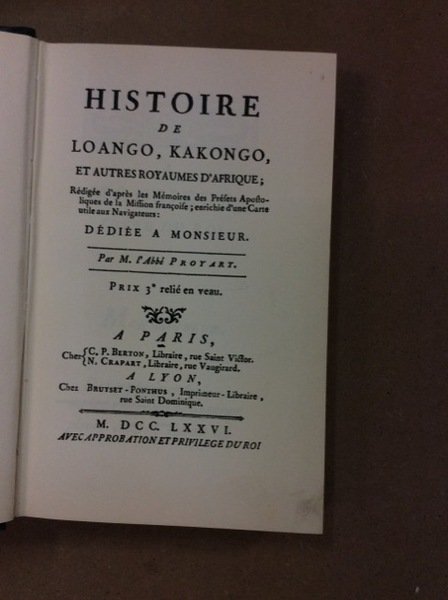 HISTOIRE
DE
LOANGO, KAKONGO,
ET AUTRES ROYAUMES D'AFRIQUE;
Rédigée d'après les Mémoires des Préfets Aposto-
liques de la Mission françoise; enrichie d'une Carte
utile aux Navigateurs:
DÉDIÉE A MONSIEUR.
Par M. l'Abbé PROYART.
PRIX 3# relié en veau.
A PARIS,
Chez { C. P. BERTON, Libraire, rue Saint Victor.
N. CRAPART, Libraire, rue Vaugirard.
A LYON,
Chez BRUYSET-PONTHUS, Imprimeur-Libraire,
rue Saint Dominique.
M. DCC. LXXVI.
AVEC APPROBATION ET PRIVILEGE DU ROI